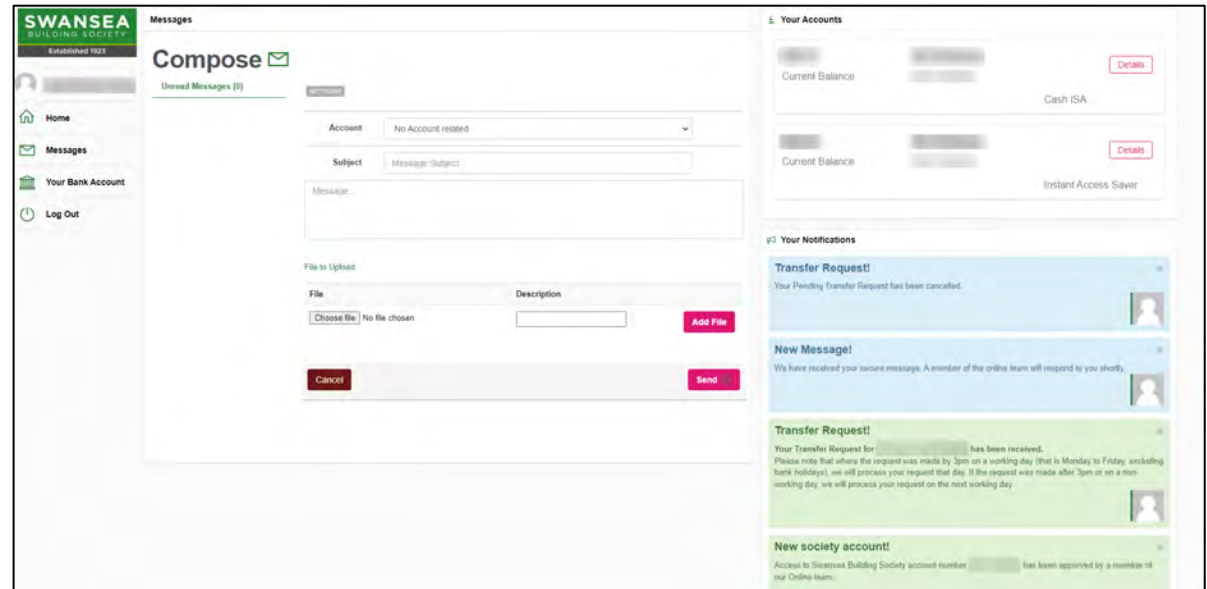 SWANSEA
BUILDING SOCIETY
Established 1923
Home
Messages
Your Bank Account
Log Out
Messages
Compose
Unread Messages (0)
Account
No Account related
Subject
Message Subject
Message...
File to Upload
File
Description
Choose file No file chosen
Add File
Cancel
Send
Your Accounts
Current Balance
Details
Cash ISA
Current Balance
Details
Instant Access Saver
Your Notifications
Transfer Request!
Your Pending Transfer Request has been cancelled.
New Message!
We have received your secure message. A member of the online team will respond to you shortly.
Transfer Request!
Your Transfer Request for has been received.
Please note that where the request was made by 3pm on a working day (that is Monday to Friday, excluding
bank holidays), we will process your request that day. If the request was made after 3pm or on a non-
working day, we will process your request on the next working day.
New society account!
Access to Swansea Building Society account number has been approved by a member of
our Online team.